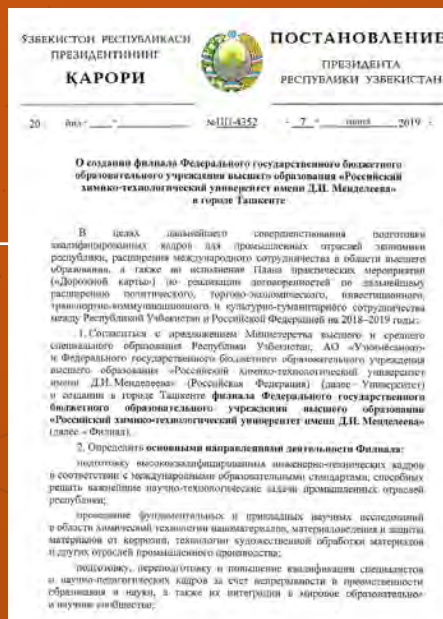 ЎЗБЕКИСТОН РЕСПУБЛИКАСИ
ПРЕЗИДЕНТИНИНГ
ҚАРОРИ
ПОСТАНОВЛЕНИЕ
ПРЕЗИДЕНТА
РЕСПУБЛИКИ УЗБЕКИСТАН
20 йил " "
№ПП-4352
" 7 " июня 2019 г.
О создании филиала Федерального государственного бюджетного
образовательного учреждения высшего образования «Российский
химико-технологический университет имени Д.И. Менделеева»
в городе Ташкенте
В целях дальнейшего совершенствования подготовки
квалифицированных кадров для промышленных отраслей экономики
республики, расширения международного сотрудничества в области высшего
образования, а также во исполнение Плана практических мероприятий
(«Дорожной карты») по реализации договоренностей по дальнейшему
расширению политического, торгово-экономического, инвестиционного,
транспортно-коммуникационного и культурно-гуманитарного сотрудничества
между Республикой Узбекистан и Российской Федерацией на 2018–2019 годы:
1. Согласиться с предложением Министерства высшего и среднего
специального образования Республики Узбекистан, АО «Узкимёсаноат»
и Федерального государственного бюджетного образовательного учреждения
высшего образования «Российский химико-технологический университет
имени Д.И. Менделеева» (Российская Федерация) (далее – Университет)
о создании в городе Ташкенте филиала Федерального государственного
бюджетного образовательного учреждения высшего образования
«Российский химико-технологический университет имени Д.И. Менделеева»
(далее – Филиал).
2. Определить основными направлениями деятельности Филиала:
подготовку высококвалифицированных инженерно-технических кадров
в соответствии с международными образовательными стандартами, способных
решать важнейшие научно-технологические задачи промышленных отраслей
республики;
проведение фундаментальных и прикладных научных исследований
в области химической технологии наноматериалов, материаловедения и защиты
материалов от коррозии, технологии художественной обработки материалов
и других отраслей промышленного производства;
подготовку, переподготовку и повышение квалификации специалистов
и научно-педагогических кадров за счет непрерывности и преемственности
образования и науки, а также их интеграции в мировое образовательно-
и научное сообщество;